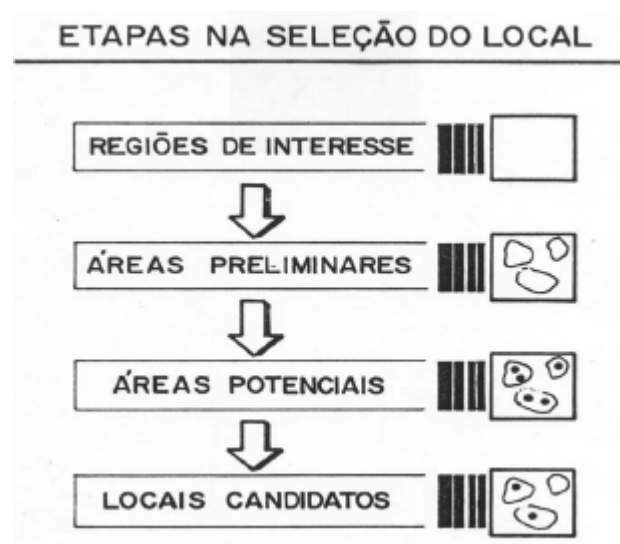 ETAPAS NA SELEÇÃO DO LOCAL
REGIÕES DE INTERESSE
ÁREAS PRELIMINARES
ÁREAS POTENCIAIS
LOCAIS CANDIDATOS